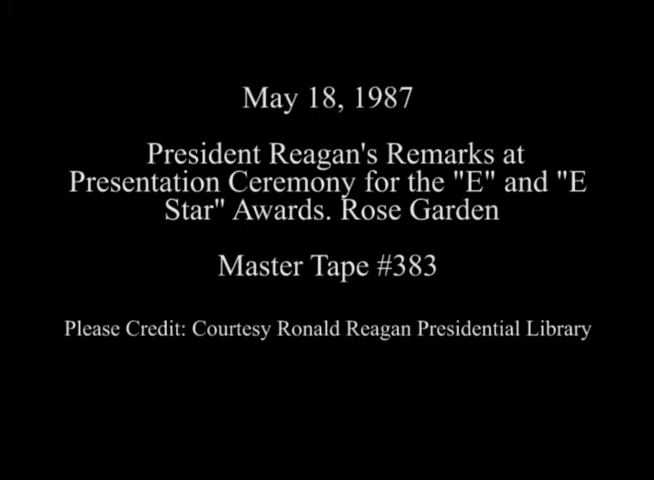 May 18, 1987
President Reagan's Remarks at
Presentation Ceremony for the "E" and "E
Star" Awards. Rose Garden
Master Tape #383
Please Credit: Courtesy Ronald Reagan Presidential Library